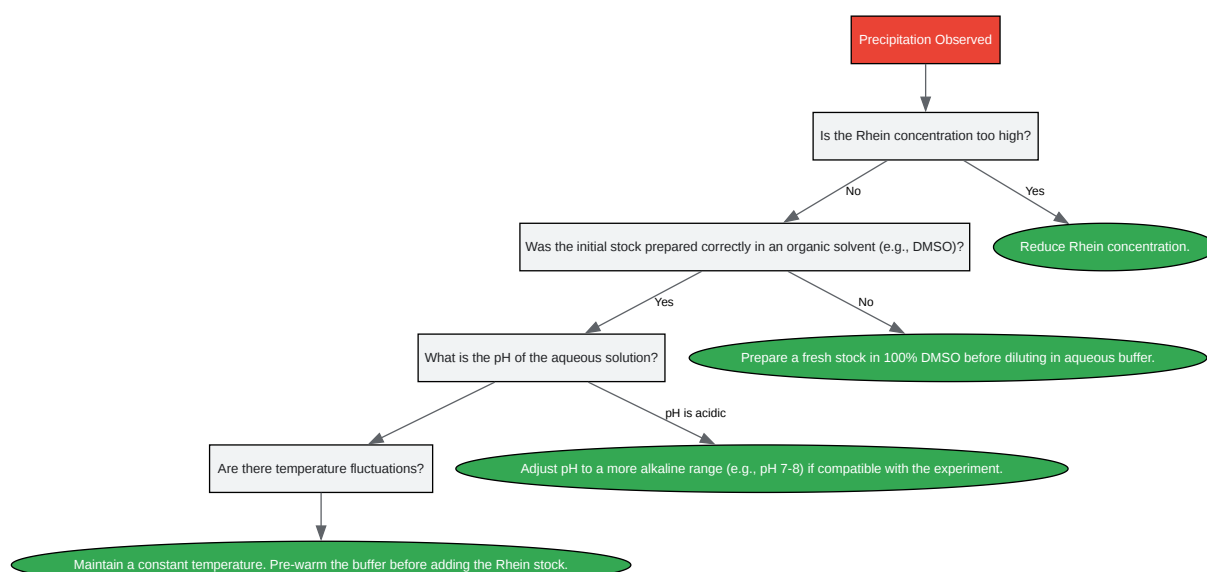 Precipitation Observed
Is the Rhein concentration too high?
No
Yes
Was the initial stock prepared correctly in an organic solvent (e.g., DMSO)?
Reduce Rhein concentration.
Yes
No
What is the pH of the aqueous solution?
Prepare a fresh stock in 100% DMSO before diluting in aqueous buffer.
pH is acidic
Are there temperature fluctuations?
Adjust pH to a more alkaline range (e.g., pH 7-8) if compatible with the experiment.
Maintain a constant temperature. Pre-warm the buffer before adding the Rhein stock.